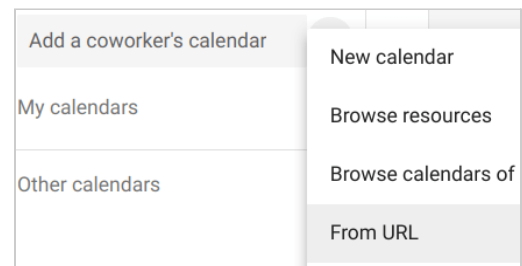 Add a coworker's calendar
My calendars
Other calendars
New calendar
Browse resources
Browse calendars of
From URL